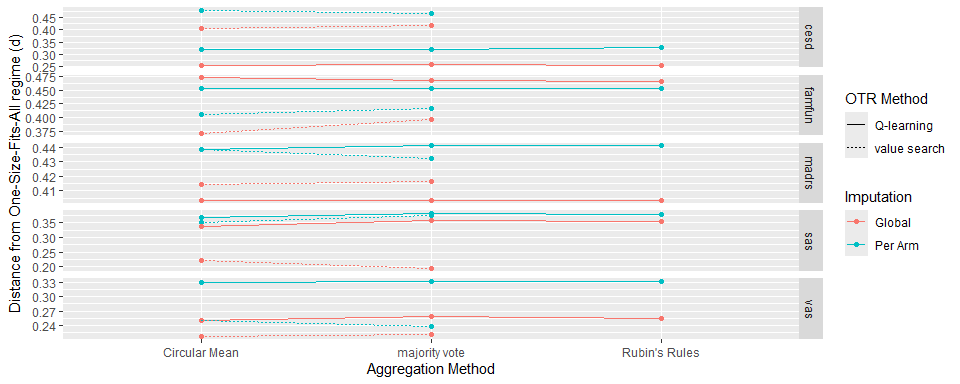 Distance from One-Size-Fits-All regime (d)
0.45
0.40
0.35
0.30
0.25
cesd
0.475
0.450
0.425
0.400
0.375
famfun
0.44
0.43
0.42
0.41
madrs
0.35
0.30
0.25
0.20
sas
0.33
0.30
0.27
0.24
vas
Circular Mean
majority vote
Rubin's Rules
Aggregation Method
OTR Method
Q-learning
value search
Imputation
Global
Per Arm